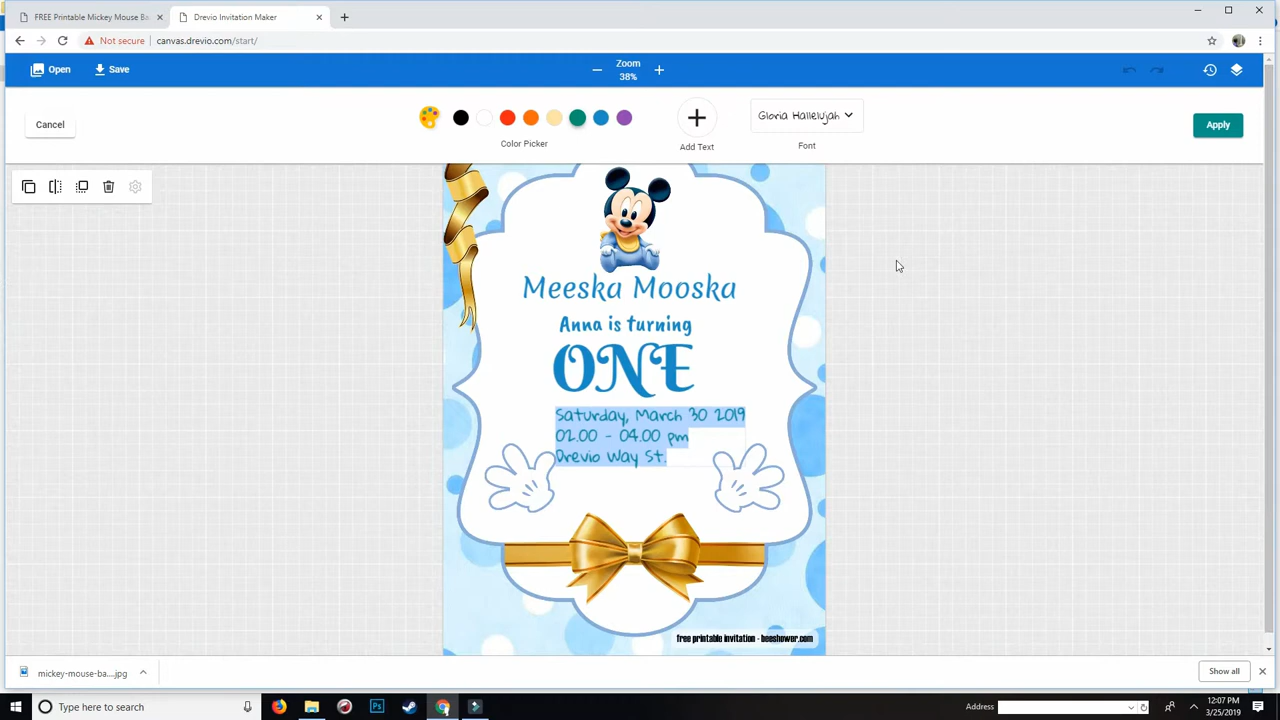 FREE Printable Mickey Mouse Ba
Drevio Invitation Maker
Not secure
canvas.drevio.com/start/
Open
Save
Zoom
38%
Cancel
Color Picker
Add Text
Gloria Hallelujah
Font
Apply
Meeska Mooska
Anna is turning
ONE
Saturday, March 30 2019
02.00 - 04.00 pm
Drevio Way St.
free printable invitation - beeshower.com
mickey-mouse-ba....jpg
Show all
Type here to search
Ps
Address
12:07 PM
3/25/2019